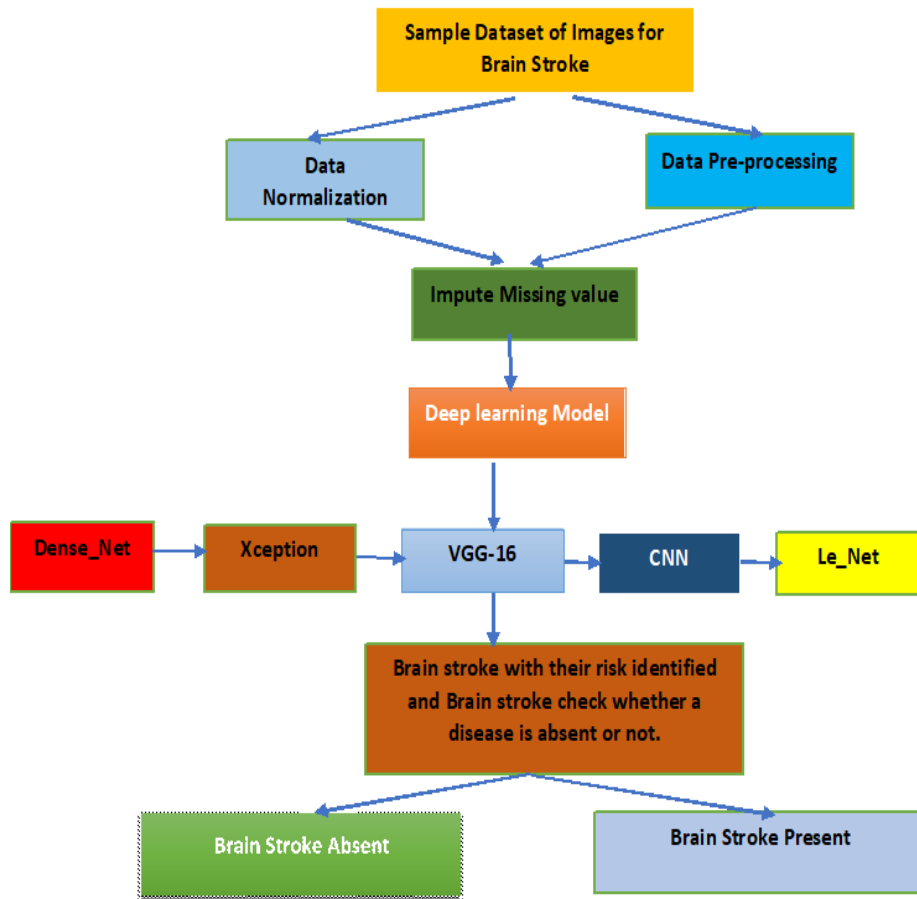 Sample Dataset of Images for
Brain Stroke
Data
Normalization
Data Pre-processing
Impute Missing value
Deep learning Model
Dense_Net
Xception
VGG-16
CNN
Le_Net
Brain stroke with their risk identified
and Brain stroke check whether a
disease is absent or not.
Brain Stroke Absent
Brain Stroke Present